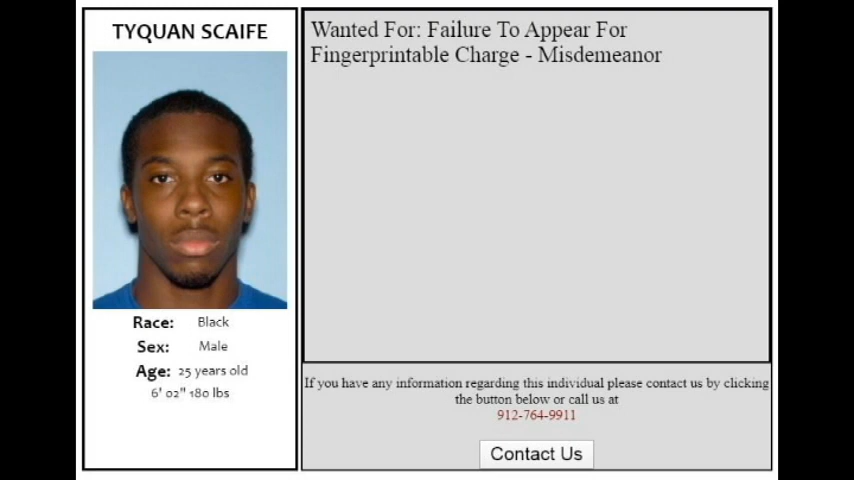 TYQUAN SCAIFE
Race: Black
Sex: Male
Age: 25 years old
6' 02" 180 lbs
Wanted For: Failure To Appear For
Fingerprintable Charge - Misdemeanor
If you have any information regarding this individual please contact us by clicking
the button below or call us at
912-764-9911
Contact Us